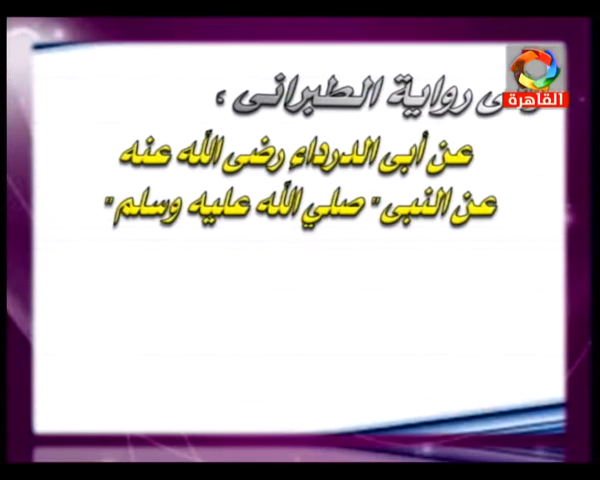 رواية الطبرانى ،
عن أبى الدرداء رضى الله عنه
عن النبى " صلي الله عليه وسلم "
القاهرة